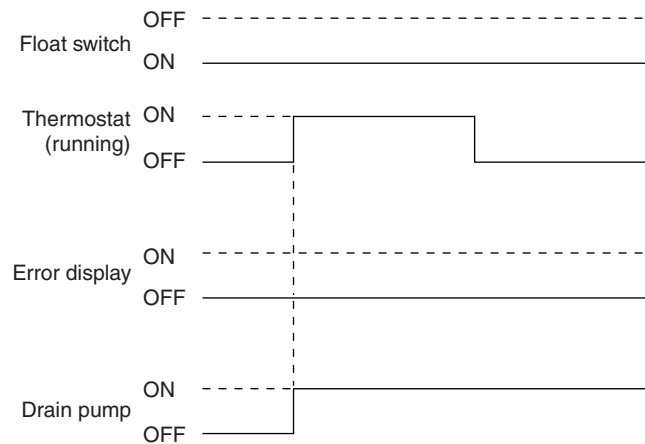 OFF
Float switch
ON
Thermostat
(running)
ON
OFF
Error display
ON
OFF
Drain pump
ON
OFF